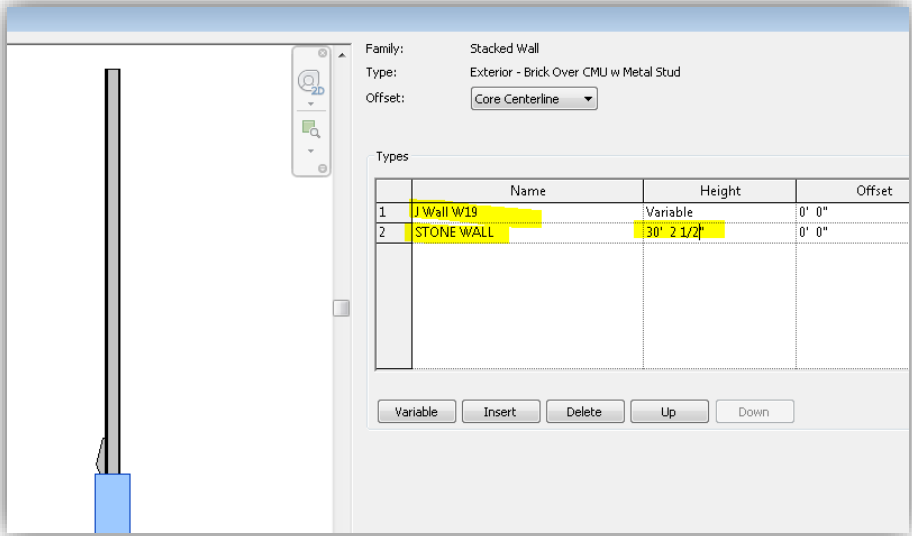 2D
Family: Stacked Wall
Type: Exterior - Brick Over CMU w Metal Stud
Offset: Core Centerline
Types
Name Height Offset
1 J Wall W19 Variable 0' 0"
2 STONE WALL 30' 2 1/2" 0' 0"
Variable Insert Delete Up Down